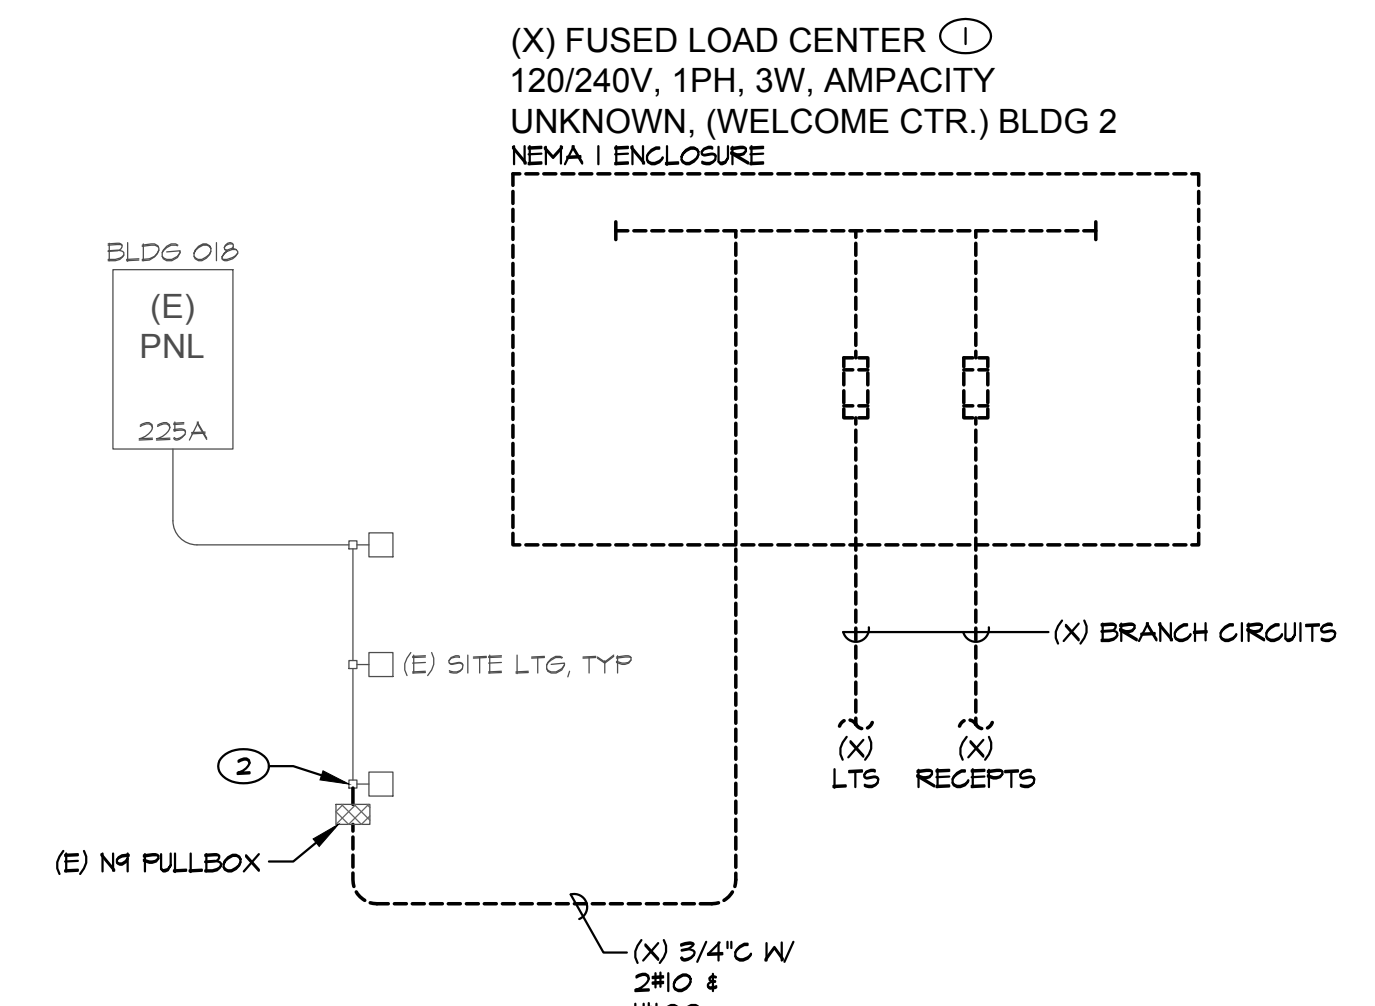 (X) FUSED LOAD CENTER 1
120/240V, 1PH, 3W, AMPACITY
UNKNOWN, (WELCOME CTR.) BLDG 2
NEMA 1 ENCLOSURE
BLDG 018
(E)
PNL
225A
(X) BRANCH CIRCUITS
(E) SITE LTG, TYP
(X)
LTS
(X)
RECEPTS
2
(E) N9 PULLBOX
(X) 3/4"C W/
2#10 &